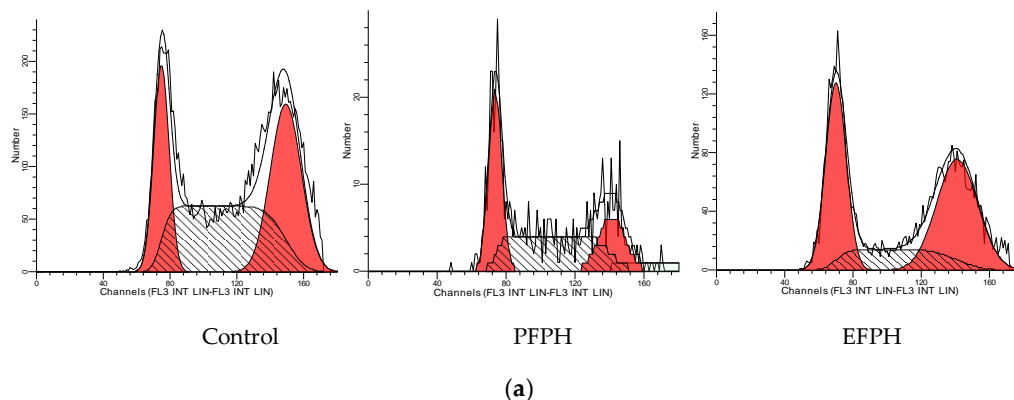 Number
200
150
100
50
0
0 40 80 120 160
Channels (FL3 INT LIN-FL3 INT LIN)
Control
Number
20
10
0
0 40 80 120 160
Channels (FL3 INT LIN-FL3 INT LIN)
PFPH
Number
160
120
80
40
0
0 40 80 120 160
Channels (FL3 INT LIN-FL3 INT LIN)
EFPH
(a)